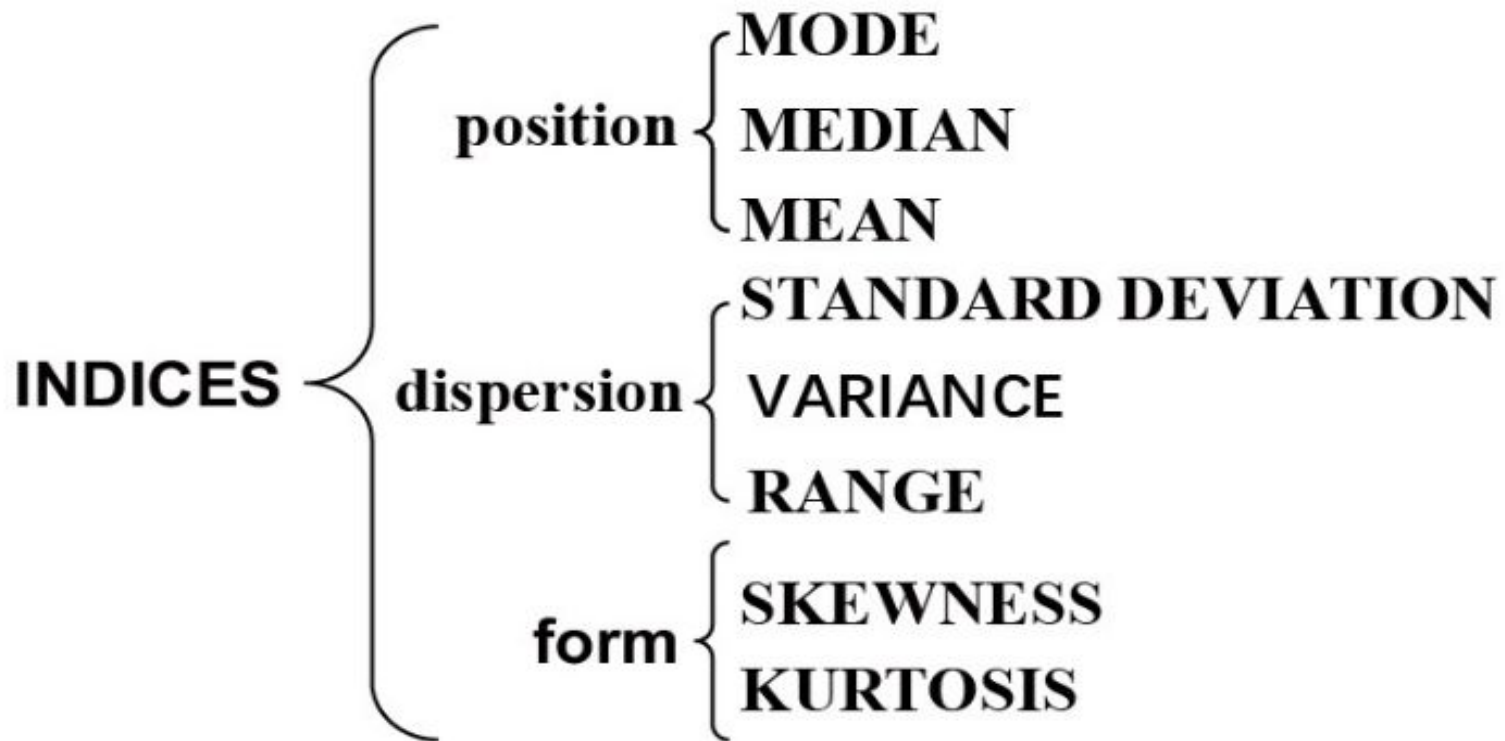 INDICES
position
MODE
MEDIAN
MEAN
dispersion
STANDARD DEVIATION
VARIANCE
RANGE
form
SKEWNESS
KURTOSIS